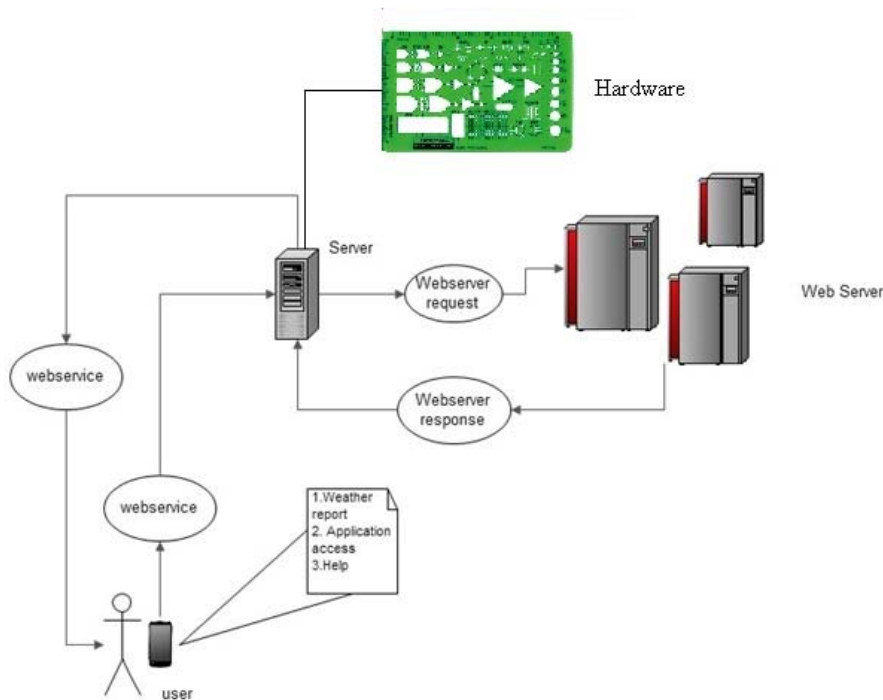 Hardware
Server
Webserver
request
Web Server
webservice
Webserver
response
webservice
1.Weather
report
2. Application
access
3.Help
user